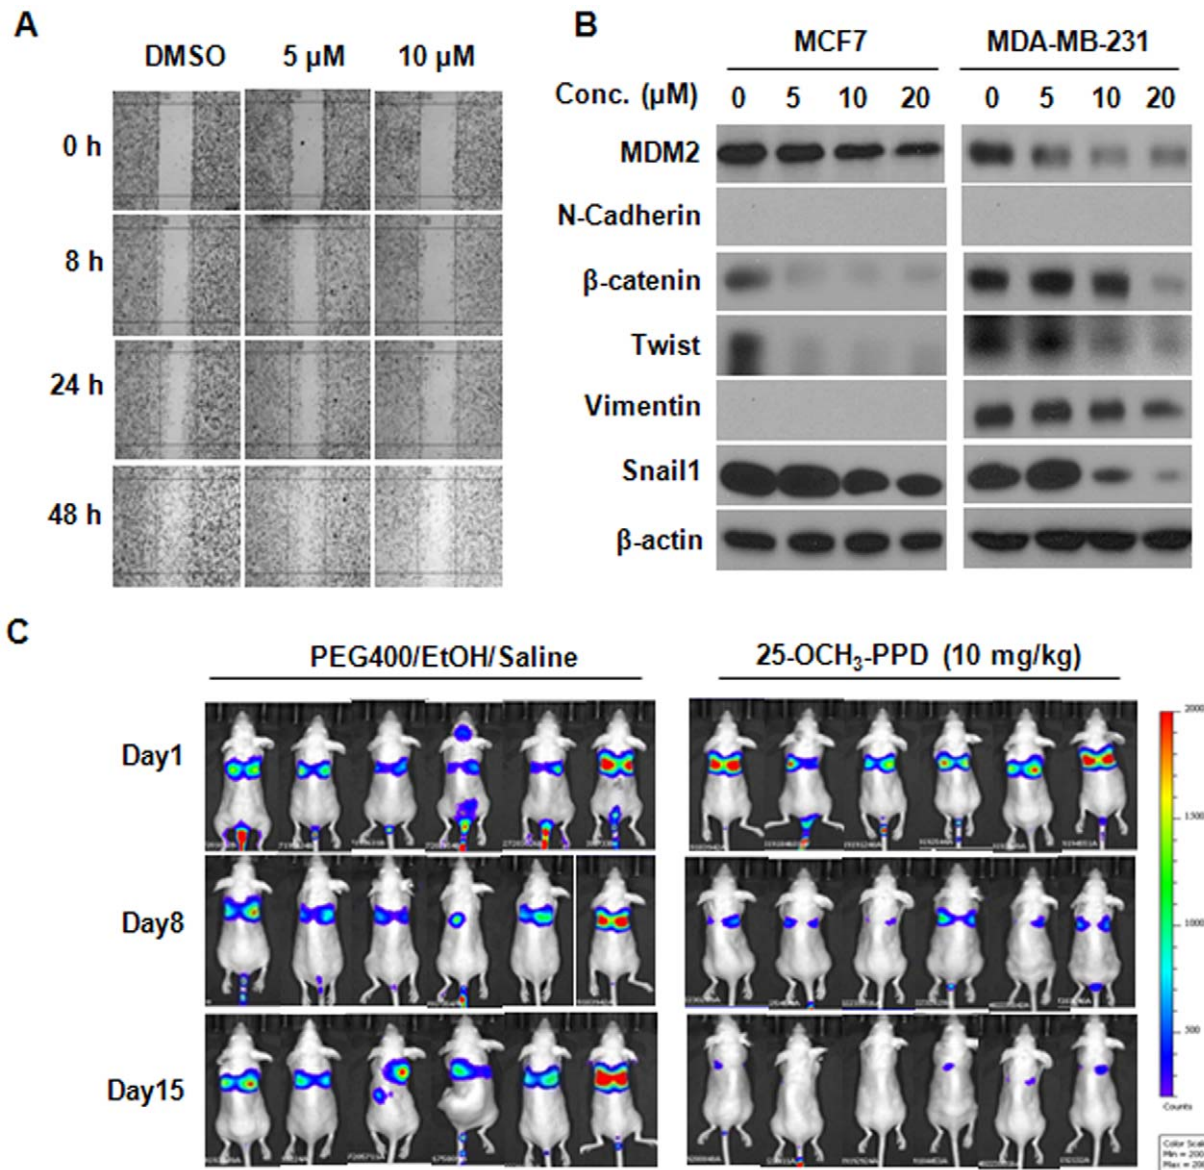 A
DMSO 5 µM 10 µM
0 h
8 h
24 h
48 h
B
MCF7 MDA-MB-231
Conc. (µM) 0 5 10 20 0 5 10 20
MDM2
N-Cadherin
β-catenin
Twist
Vimentin
Snail1
β-actin
C
PEG400/EtOH/Saline 25-OCH₃-PPD (10 mg/kg)
Day1
Day8
Day15
1000
500
Counts